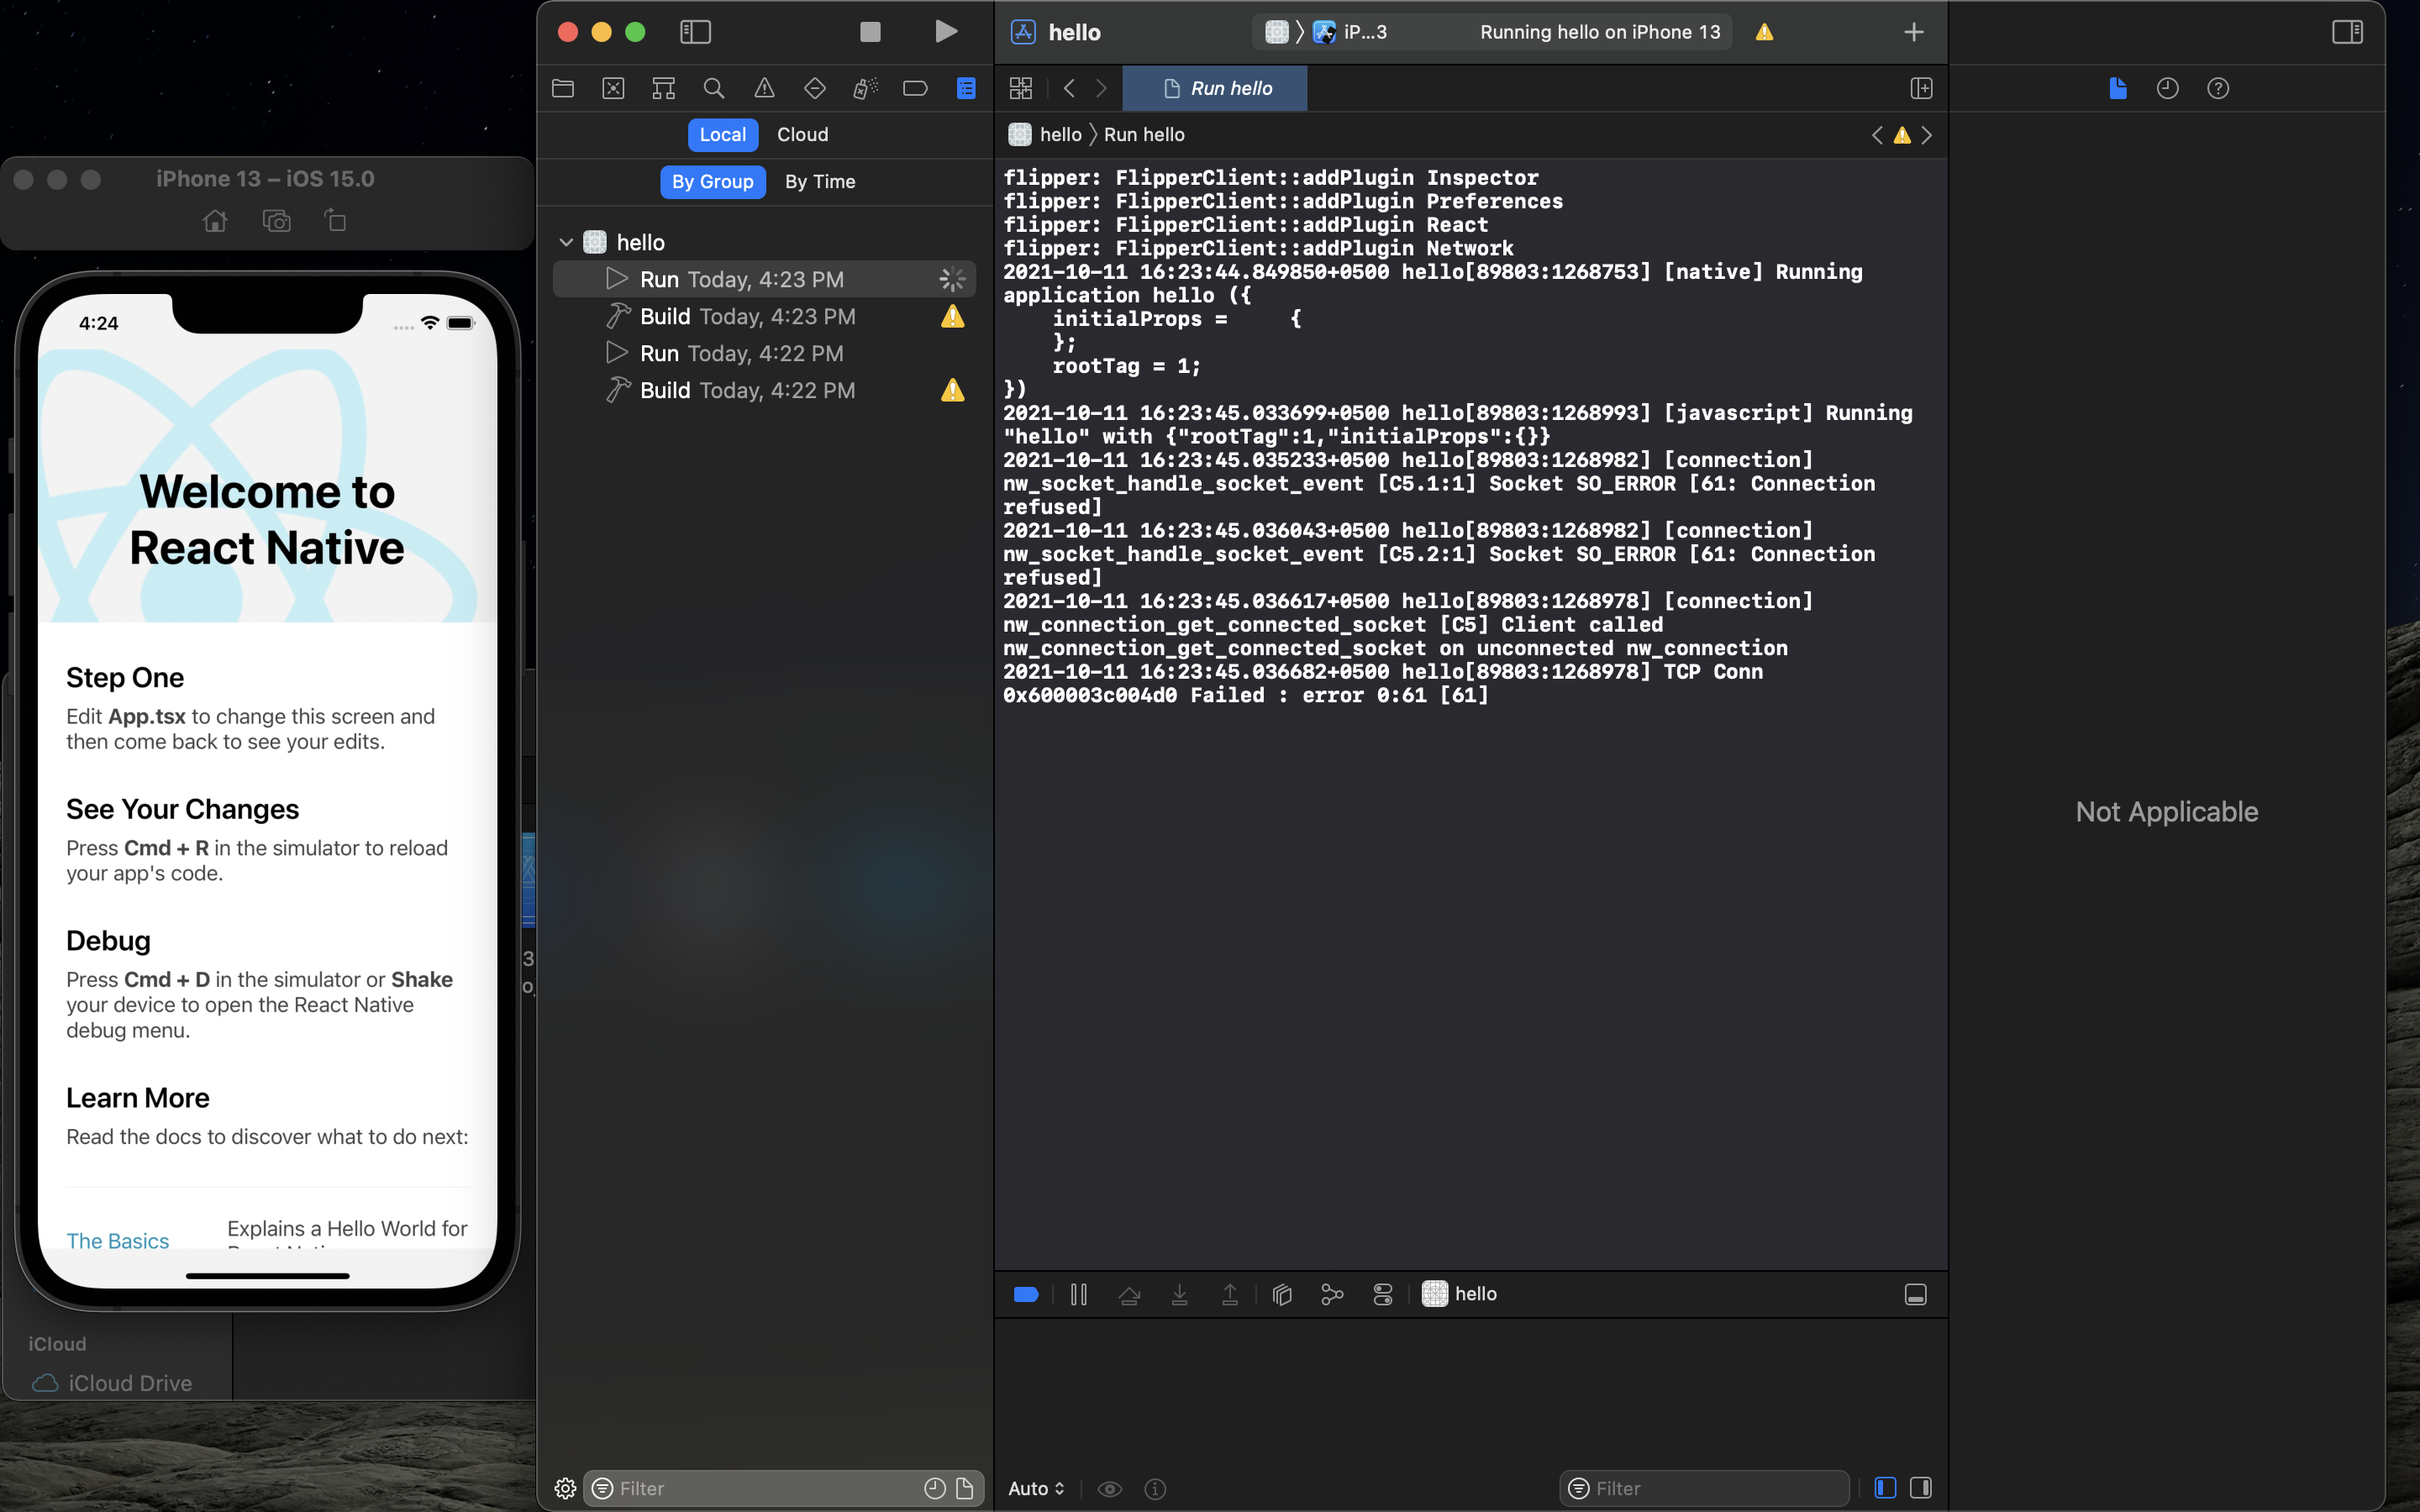 iPhone 13 – iOS 15.0
4:24
Welcome to
React Native
Step One
Edit App.tsx to change this screen and
then come back to see your edits.
See Your Changes
Press Cmd + R in the simulator to reload
your app's code.
Debug
Press Cmd + D in the simulator or Shake
your device to open the React Native
debug menu.
Learn More
Read the docs to discover what to do next:
The Basics
Explains a Hello World for
iCloud
iCloud Drive
3
o
Local Cloud
By Group By Time
hello
Run Today, 4:23 PM
Build Today, 4:23 PM
Run Today, 4:22 PM
Build Today, 4:22 PM
Filter
hello
iP...3
Running hello on iPhone 13
Run hello
hello
Run hello
flipper: FlipperClient::addPlugin Inspector
flipper: FlipperClient::addPlugin Preferences
flipper: FlipperClient::addPlugin React
flipper: FlipperClient::addPlugin Network
2021-10-11 16:23:44.849850+0500 hello[89803:1268753] [native] Running
application hello ({
initialProps =     {
};
rootTag = 1;
})
2021-10-11 16:23:45.033699+0500 hello[89803:1268993] [javascript] Running
"hello" with {"rootTag":1,"initialProps":{}}
2021-10-11 16:23:45.035233+0500 hello[89803:1268982] [connection]
nw_socket_handle_socket_event [C5.1:1] Socket SO_ERROR [61: Connection
refused]
2021-10-11 16:23:45.036043+0500 hello[89803:1268982] [connection]
nw_socket_handle_socket_event [C5.2:1] Socket SO_ERROR [61: Connection
refused]
2021-10-11 16:23:45.036617+0500 hello[89803:1268978] [connection]
nw_connection_get_connected_socket [C5] Client called
nw_connection_get_connected_socket on unconnected nw_connection
2021-10-11 16:23:45.036682+0500 hello[89803:1268978] TCP Conn
0x600003c004d0 Failed : error 0:61 [61]
hello
Auto
Filter
Not Applicable